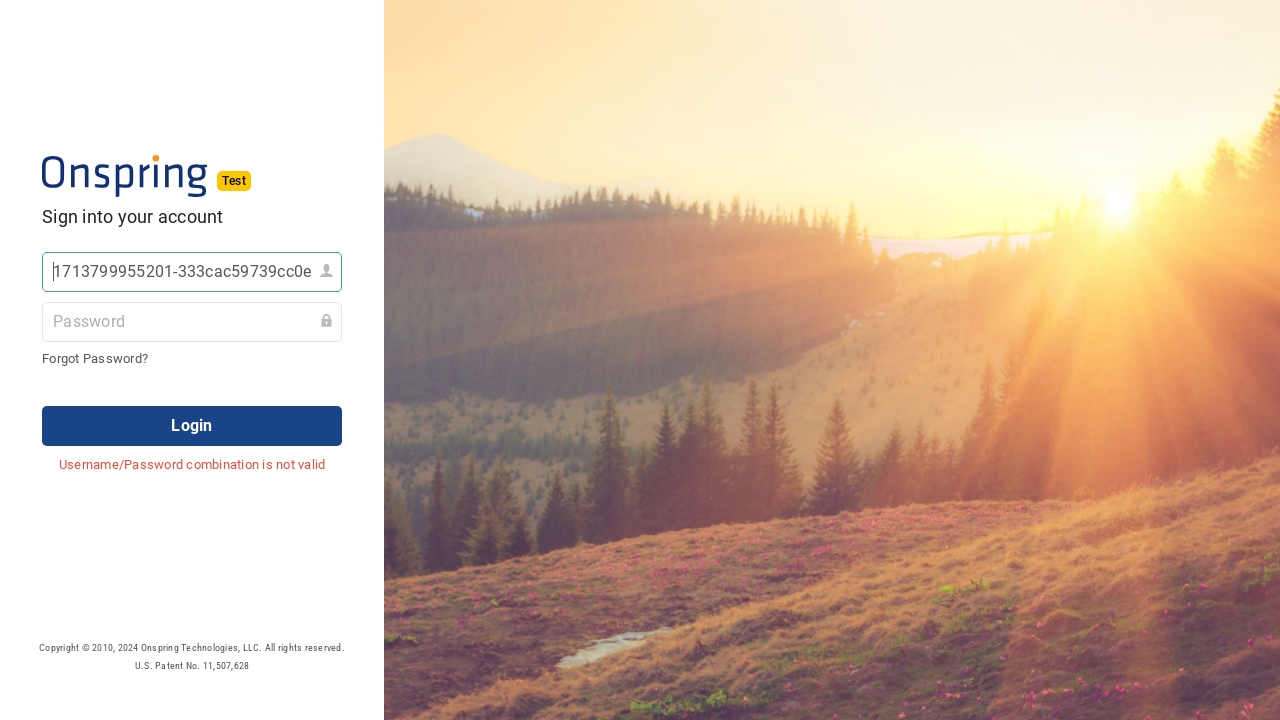 Onspring
Test
Sign into your account
1713799955201-333cac59739cc0e
Password
Forgot Password?
Login
Username/Password combination is not valid
Copyright © 2010, 2024 Onspring Technologies, LLC. All rights reserved.
U.S. Patent No. 11,507,628